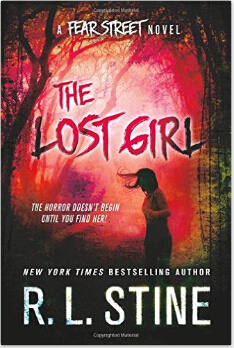 A FEAR STREET NOVEL
THE
LOST GIRL
THE HORROR DOESN'T BEGIN
UNTIL YOU FIND HER!
NEW YORK TIMES BESTSELLING AUTHOR
R. L. STINE